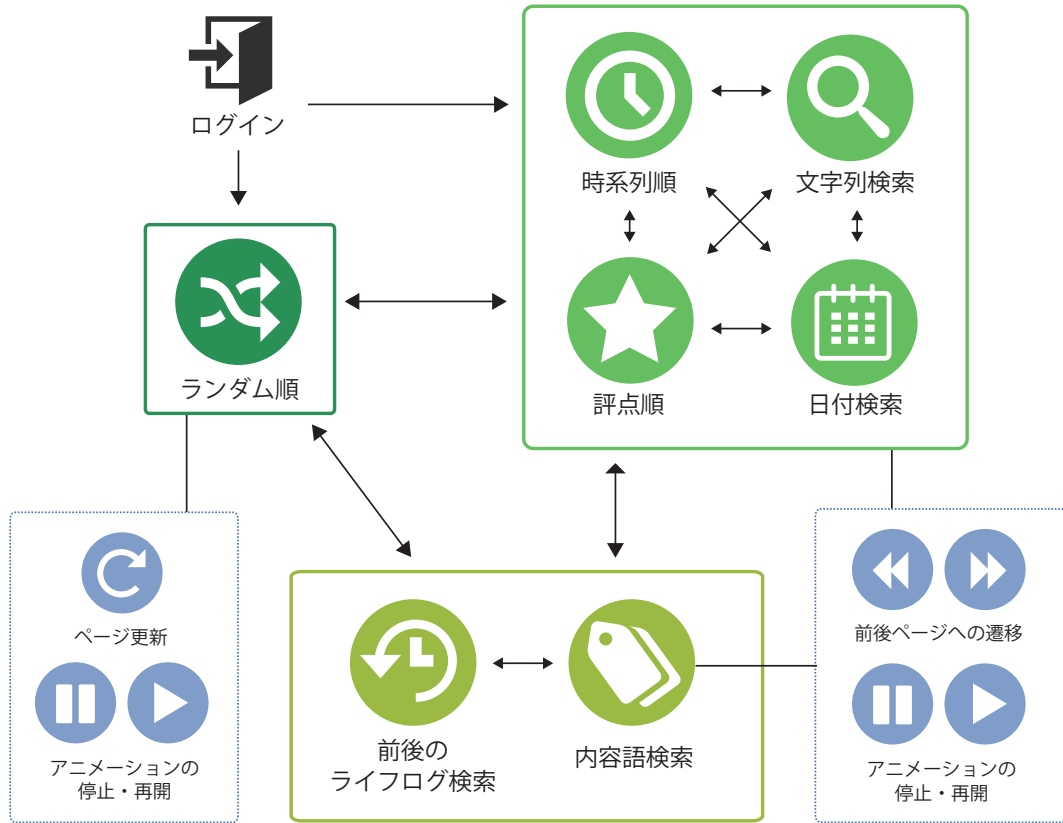 ログイン
時系列順
文字列検索
ランダム順
評点順
日付検索
ページ更新
アニメーションの
停止・再開
前後の
ライフログ検索
内容語検索
前後ページへの遷移
アニメーションの
停止・再開